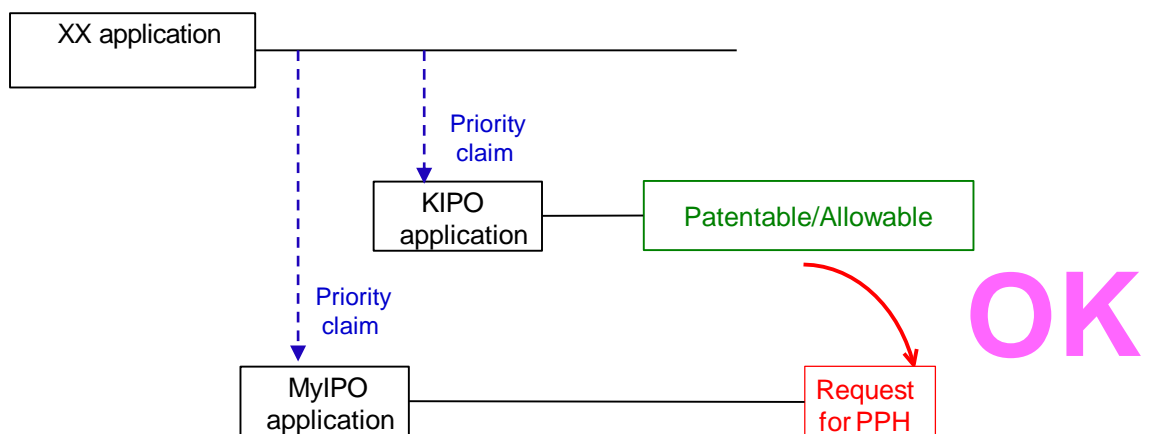 XX application
Priority
claim
KIPO
application
Patentable/Allowable
OK
Priority
claim
MyIPO
application
Request
for PPH